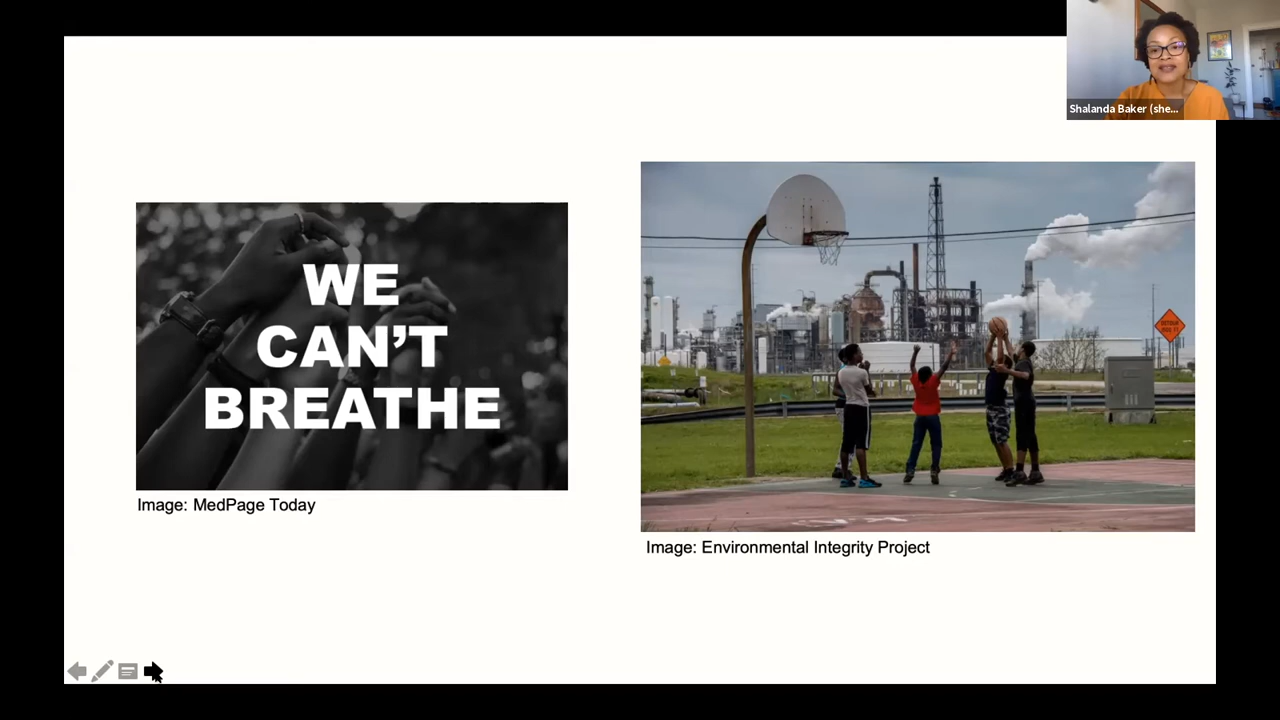 Shalanda Baker (she...
WE
CAN'T
BREATHE
Image: MedPage Today
Image: Environmental Integrity Project